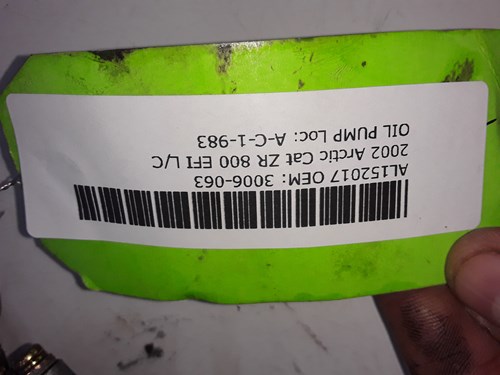 AL152017 OEM: 3006-063
2002 Arctic Cat ZR 800 EFI L/C
OIL PUMP Loc: A-C-1-983